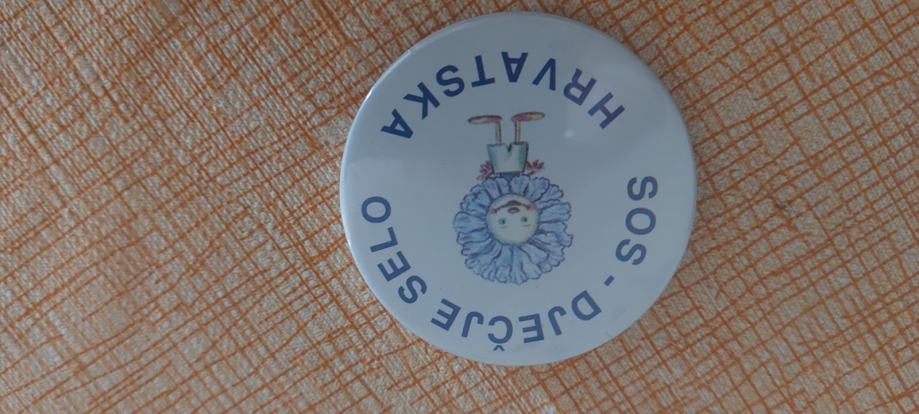 SOS - DJEČJE SELO
HRVATSKA